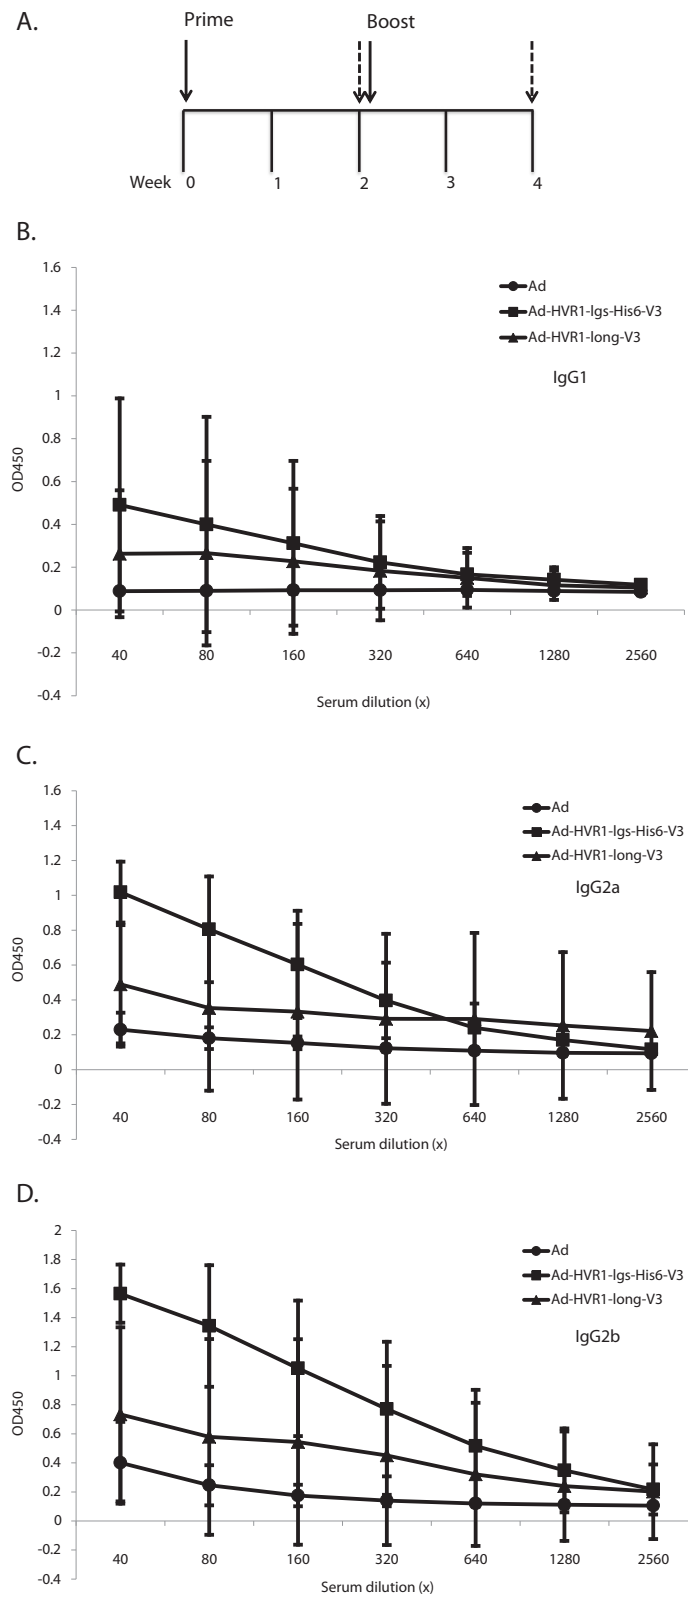 A.
Prime Boost
Week 0 1 2 3 4
B.
1.6
1.4
1.2
1
0.8
0.6
0.4
0.2
0
-0.2
-0.4
OD450
Ad
Ad-HVR1-lgs-His6-V3
Ad-HVR1-long-V3
IgG1
40 80 160 320 640 1280 2560
Serum dilution (x)
C.
1.6
1.4
1.2
1
0.8
0.6
0.4
0.2
0
-0.2
-0.4
OD450
Ad
Ad-HVR1-lgs-His6-V3
Ad-HVR1-long-V3
IgG2a
40 80 160 320 640 1280 2560
Serum dilution (x)
D.
2
1.8
1.6
1.4
1.2
1
0.8
0.6
0.4
0.2
0
-0.2
-0.4
OD450
Ad
Ad-HVR1-lgs-His6-V3
Ad-HVR1-long-V3
IgG2b
40 80 160 320 640 1280 2560
Serum dilution (x)